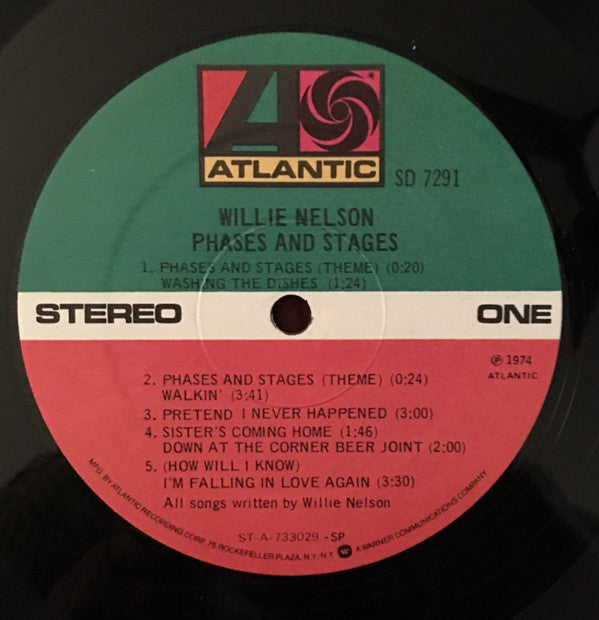 ATLANTIC
SD 7291
WILLIE NELSON
PHASES AND STAGES
1. PHASES AND STAGES (THEME) (0:20)
WASHING THE DISHES (1:24)
STEREO ONE
℗ 1974
ATLANTIC
2. PHASES AND STAGES (THEME) (0:24)
WALKIN' (3:41)
3. PRETEND I NEVER HAPPENED (3:00)
4. SISTER'S COMING HOME (1:46)
DOWN AT THE CORNER BEER JOINT (2:00)
5. (HOW WILL I KNOW)
I'M FALLING IN LOVE AGAIN (3:30)
All songs written by Willie Nelson
ST-A-733029-SP
MFG. BY ATLANTIC RECORDING CORP. 75 ROCKEFELLER PLAZA, N.Y. N.Y. W A WARNER COMMUNICATIONS COMPANY